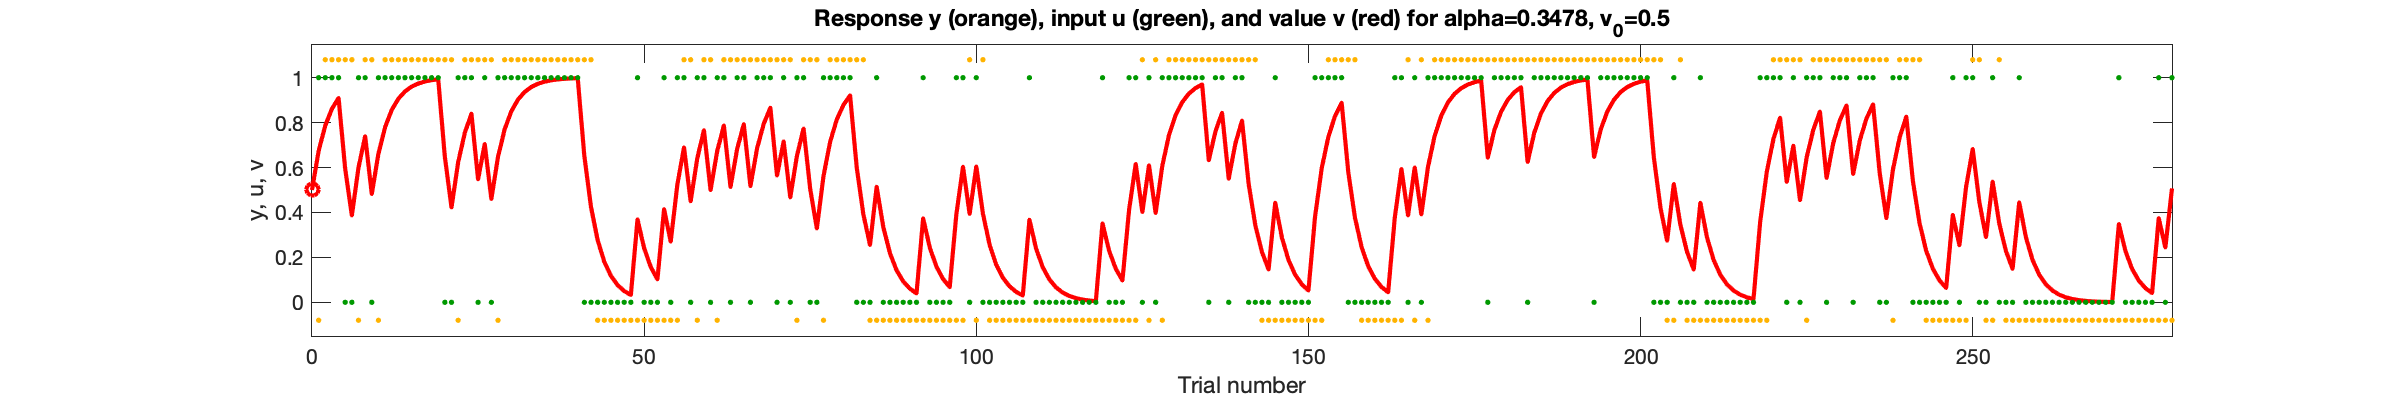 Response y (orange), input u (green), and value v (red) for alpha=0.3478, v0=0.5
y, u, v
1
0.8
0.6
0.4
0.2
0
0 50 100 150 200 250
Trial number